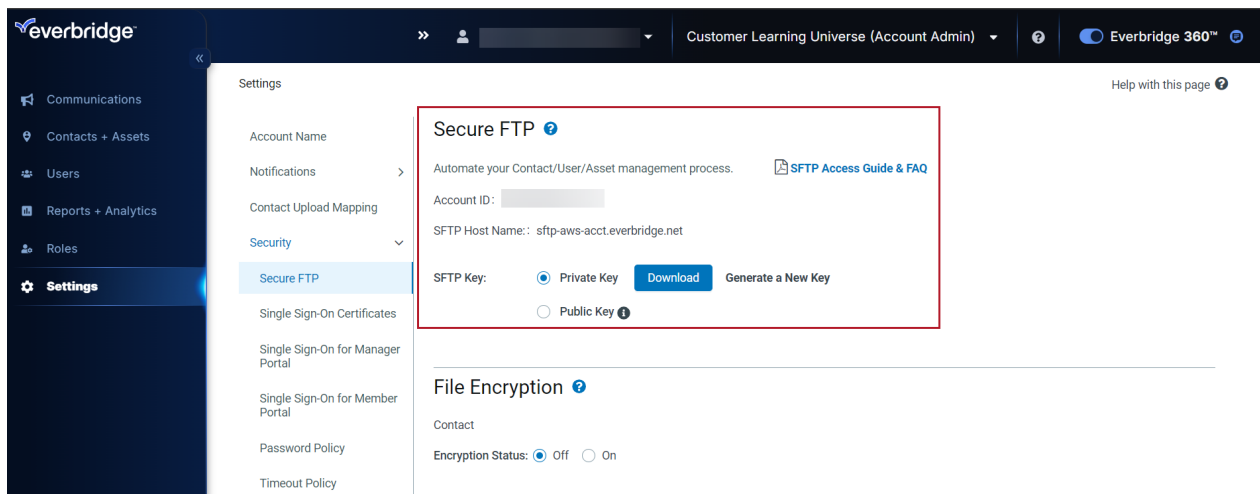 everbridge™
Customer Learning Universe (Account Admin)
Everbridge 360™
Communications
Contacts + Assets
Users
Reports + Analytics
Roles
Settings
Settings
Help with this page
Account Name
Notifications
Contact Upload Mapping
Security
Secure FTP
Single Sign-On Certificates
Single Sign-On for Manager
Portal
Single Sign-On for Member
Portal
Password Policy
Timeout Policy
Secure FTP
Automate your Contact/User/Asset management process.
SFTP Access Guide & FAQ
Account ID:
SFTP Host Name:: sftp-aws-acct.everbridge.net
SFTP Key: Private Key Download Generate a New Key
Public Key
File Encryption
Contact
Encryption Status: Off On